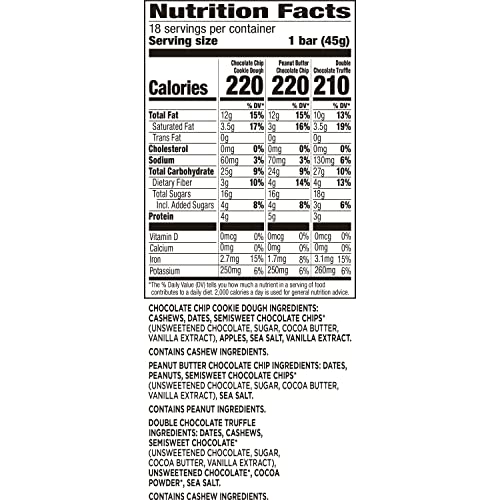 Nutrition Facts
18 servings per container
Serving size 1 bar (45g)
Chocolate Chip Cookie Dough Peanut Butter Chocolate Chip Double Chocolate Truffle
Calories 220 220 210
% DV* % DV* % DV*
Total Fat 12g 15% 12g 15% 10g 13%
Saturated Fat 3.5g 17% 3g 16% 3.5g 19%
Trans Fat 0g 0g 0g
Cholesterol 0mg 0% 0mg 0% 0mg 0%
Sodium 60mg 3% 70mg 3% 130mg 6%
Total Carbohydrate 25g 9% 24g 9% 27g 10%
Dietary Fiber 3g 10% 4g 14% 4g 13%
Total Sugars 16g 16g 18g
Incl. Added Sugars 4g 8% 4g 8% 3g 6%
Protein 4g 5g 3g
Vitamin D 0mcg 0% 0mcg 0% 0mcg 0%
Calcium 0mg 0% 0mg 0% 0mg 0%
Iron 2.7mg 15% 1.7mg 8% 3.1mg 15%
Potassium 250mg 6% 250mg 6% 260mg 6%
*The % Daily Value (DV) tells you how much a nutrient in a serving of food
contributes to a daily diet. 2,000 calories a day is used for general nutrition advice.
CHOCOLATE CHIP COOKIE DOUGH INGREDIENTS:
CASHEWS, DATES, SEMISWEET CHOCOLATE CHIPS*
(UNSWEETENED CHOCOLATE, SUGAR, COCOA BUTTER,
VANILLA EXTRACT), APPLES, SEA SALT, VANILLA EXTRACT.
CONTAINS CASHEW INGREDIENTS.
PEANUT BUTTER CHOCOLATE CHIP INGREDIENTS: DATES,
PEANUTS, SEMISWEET CHOCOLATE CHIPS*
(UNSWEETENED CHOCOLATE, SUGAR, COCOA BUTTER,
VANILLA EXTRACT), SEA SALT.
CONTAINS PEANUT INGREDIENTS.
DOUBLE CHOCOLATE TRUFFLE
INGREDIENTS: DATES, CASHEWS,
SEMISWEET CHOCOLATE*
(UNSWEETENED CHOCOLATE, SUGAR,
COCOA BUTTER, VANILLA EXTRACT),
UNSWEETENED CHOCOLATE*, COCOA
POWDER*, SEA SALT.
CONTAINS CASHEW INGREDIENTS.